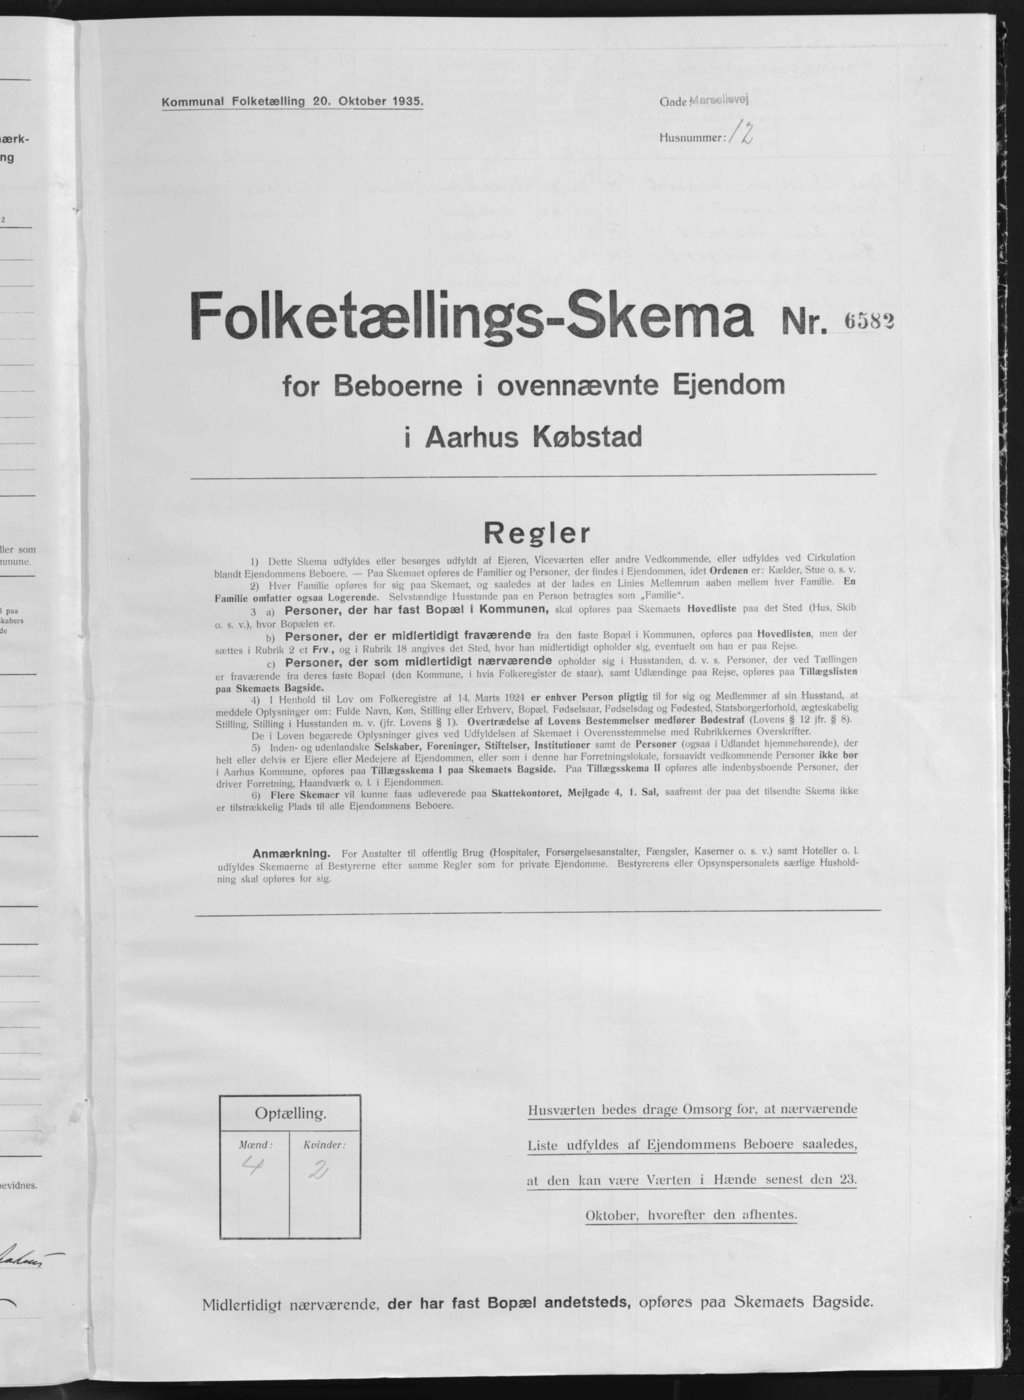 Kommunal Folketælling 20. Oktober 1935.
Gade Marselisvej
Husnummer: 12
Folketællings-Skema Nr. 6582
for Beboerne i ovennævnte Ejendom
i Aarhus Købstad
Regler
1) Dette Skema udfyldes eller besørges udfyldt af Ejeren, Viceværten eller andre Vedkommende, eller udfyldes ved Cirkulation
blandt Ejendommens Beboere. — Paa Skemaet opføres de Familier og Personer, der findes i Ejendommen, idet Ordenen er: Kælder, Stue o. s. v.
2) Hver Familie opføres for sig paa Skemaet, og saaledes at der lades en Linies Mellemrum aaben mellem hver Familie. En
Familie omfatter ogsaa Logerende. Selvstændige Husstande paa en Person betragtes som „Familie“.
3 a) Personer, der har fast Bopæl i Kommunen, skal opføres paa Skemaets Hovedliste paa det Sted (Hus, Skib
o. s. v.), hvor Bopælen er.
b) Personer, der er midlertidigt fraværende fra den faste Bopæl i Kommunen, opføres paa Hovedlisten, men der
sættes i Rubrik 2 et Frv., og i Rubrik 18 angives det Sted, hvor han midlertidigt opholder sig, eventuelt om han er paa Rejse.
c) Personer, der som midlertidigt nærværende opholder sig i Husstanden, d. v. s. Personer, der ved Tællingen
er fraværende fra deres faste Bopæl (den Kommune, i hvis Folkeregister de staar), samt Udlændinge paa Rejse, opføres paa Tillægslisten
paa Skemaets Bagside.
4) I Henhold til Lov om Folkeregistre af 14. Marts 1924 er enhver Person pligtig til for sig og Medlemmer af sin Husstand, at
meddele Oplysninger om: Fulde Navn, Køn, Stilling eller Erhverv, Bopæl, Fødselsaar, Fødselsdag og Fødested, Statsborgerforhold, ægteskabelig
Stilling, Stilling i Husstanden m. v. (jfr. Lovens § 1). Overtrædelse af Lovens Bestemmelser medfører Bødestraf (Lovens § 12 jfr. § 8).
De i Loven begærede Oplysninger gives ved Udfyldelsen af Skemaet i Overensstemmelse med Rubrikkernes Overskrifter.
5) Inden- og udenlandske Selskaber, Foreninger, Stiftelser, Institutioner samt de Personer (ogsaa i Udlandet hjemmehørende), der
helt eller delvis er Ejere eller Medejere af Ejendommen, eller som i denne har Forretningslokale, forsaavidt vedkommende Personer ikke bor
i Aarhus Kommune, opføres paa Tillægsskema I paa Skemaets Bagside. Paa Tillægsskema II opføres alle indenbysboende Personer, der
driver Forretning, Haandværk o. l. i Ejendommen.
6) Flere Skemaer vil kunne faas udleverede paa Skattekontoret, Mejlgade 4, 1. Sal, saafremt der paa det tilsendte Skema ikke
er tilstrækkelig Plads til alle Ejendommens Beboere.
Anmærkning. For Anstalter til offentlig Brug (Hospitaler, Forsørgelsesanstalter, Fængsler, Kaserner o. s. v.) samt Hoteller o. l.
udfyldes Skemaerne af Bestyrerne efter samme Regler som for private Ejendomme. Bestyrerens eller Opsynspersonalets særlige Hushold-
ning skal opføres for sig.
Optælling.
Mænd: Kvinder:
4 2
Husværten bedes drage Omsorg for, at nærværende
Liste udfyldes af Ejendommens Beboere saaledes,
at den kan være Værten i Hænde senest den 23.
Oktober, hvorefter den afhentes.
Midlertidigt nærværende, der har fast Bopæl andetsteds, opføres paa Skemaets Bagside.